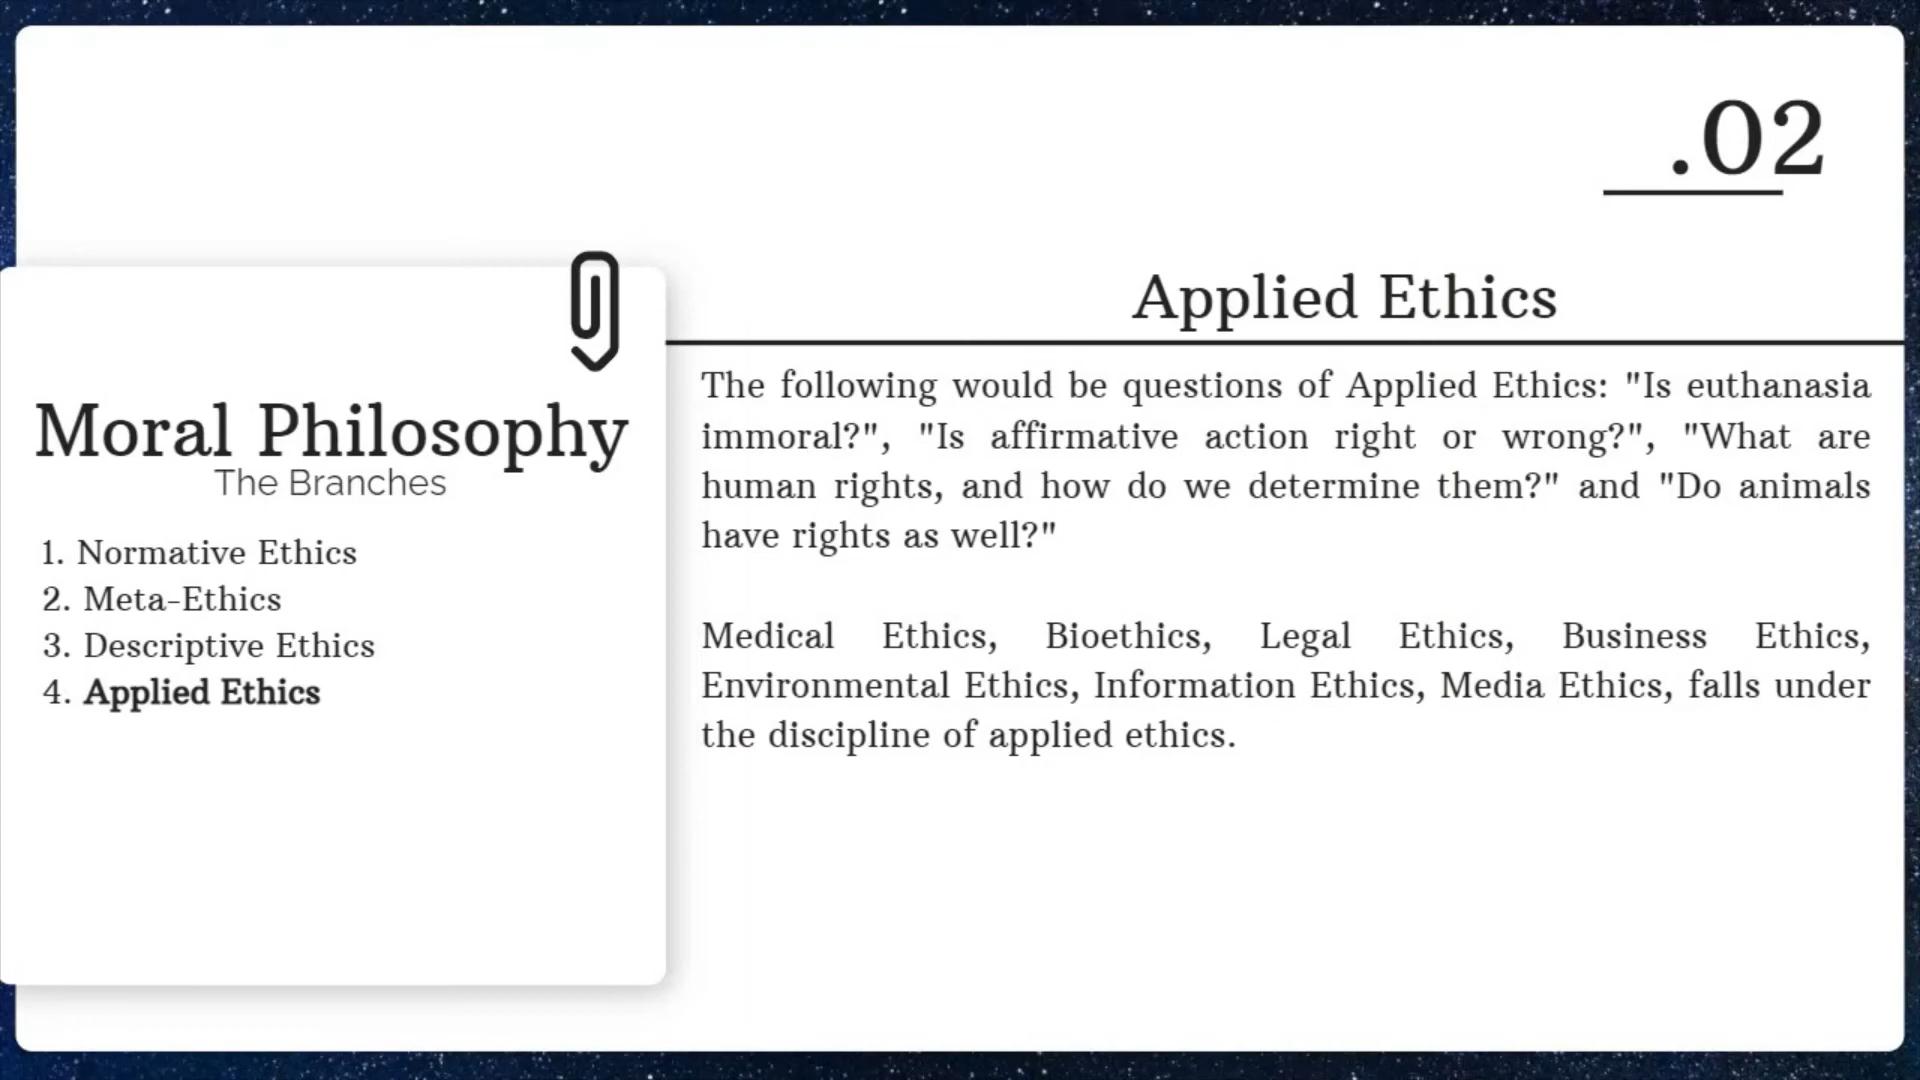 .02
Moral Philosophy
The Branches
1. Normative Ethics
2. Meta-Ethics
3. Descriptive Ethics
4. Applied Ethics
Applied Ethics
The following would be questions of Applied Ethics: "Is euthanasia
immoral?", "Is affirmative action right or wrong?", "What are
human rights, and how do we determine them?" and "Do animals
have rights as well?"
Medical Ethics, Bioethics, Legal Ethics, Business Ethics,
Environmental Ethics, Information Ethics, Media Ethics, falls under
the discipline of applied ethics.